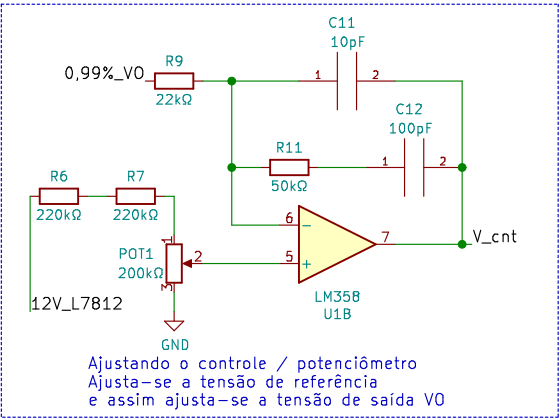 C11
10pF
1 2
R9
0,99%_VO
22kΩ
C12
100pF
R11
1 2
50kΩ
R6 R7
220kΩ 220kΩ
6
7
V_cnt
POT1
200kΩ
1
2
3
5
LM358
U1B
12V_L7812
GND
Ajustando o controle / potenciômetro
Ajusta-se a tensão de referência
e assim ajusta-se a tensão de saída VO